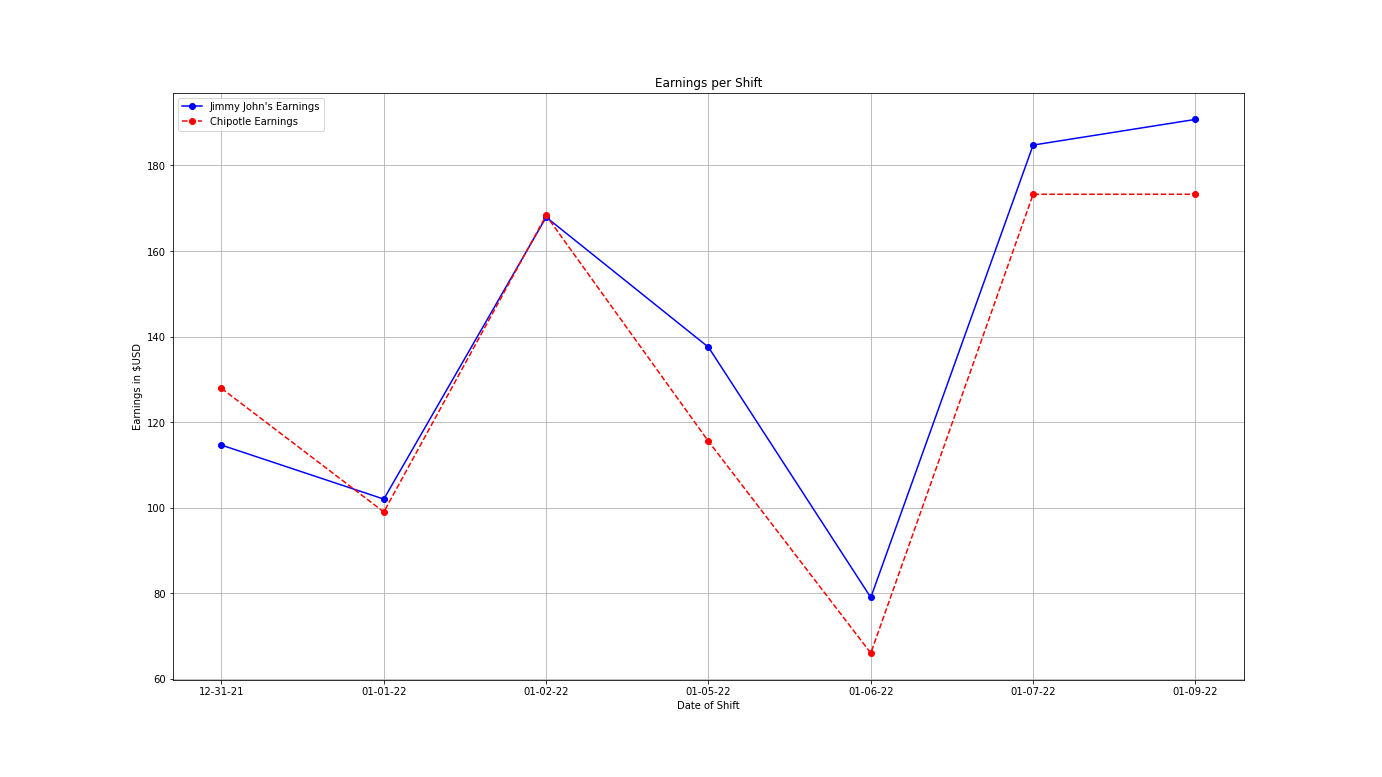 Earnings per Shift
Jimmy John's Earnings
Chipotle Earnings
180
160
140
120
100
80
60
Earnings in $USD
12-31-21 01-01-22 01-02-22 01-05-22 01-06-22 01-07-22 01-09-22
Date of Shift